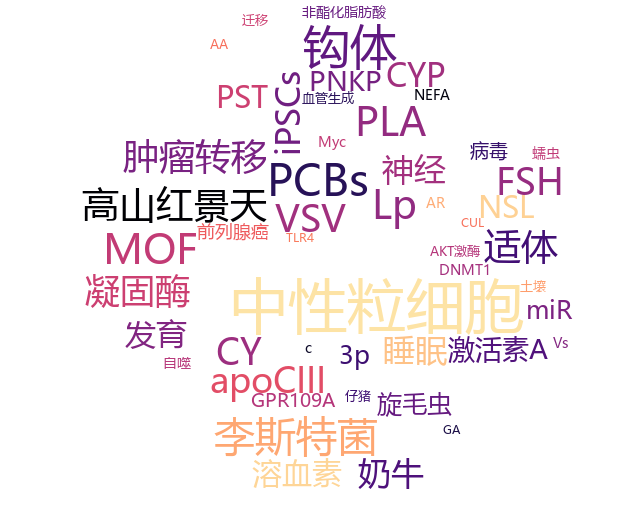 迁移
非酯化脂肪酸
AA
钩体
PNKP
CYP
PST
iPSCs
血管生成
NEFA
PLA
Myc
肿瘤转移
病毒
蠕虫
PCBs
神经
FSH
高山红景天
VSV
Lp
AR
NSL
前列腺癌
TLR4
CUL
MOF
AKT激酶
适体
DNMT1
凝固酶
中性粒细胞
土壤
miR
发育
CY
c
3p
睡眠
激活素A
Vs
自噬
apoCIII
GPR109A
仔猪
旋毛虫
李斯特菌
GA
溶血素
奶牛